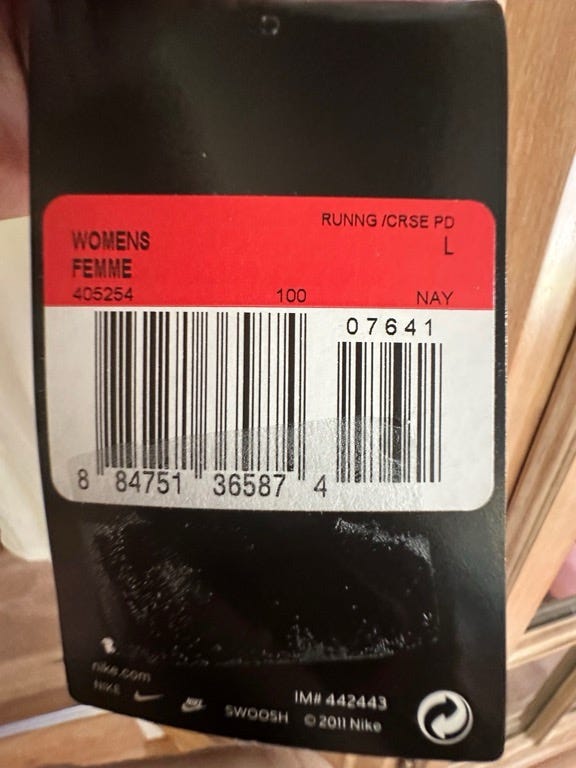 RUNNG /CRSE PD
WOMENS L
FEMME
405254 100 NAY
07641
8 84751 36587 4
nike.com
NIKE NIKE SWOOSH
IM# 442443
© 2011 Nike